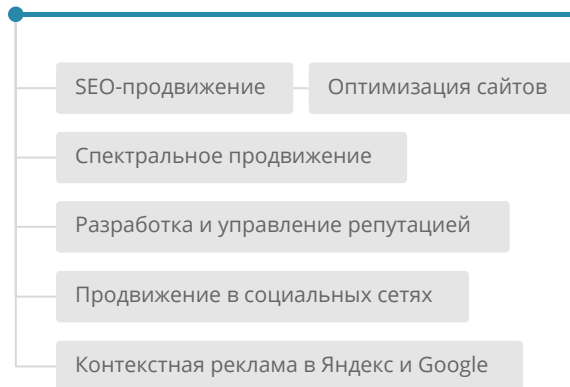 SEO-продвижение Оптимизация сайтов
Спектральное продвижение
Разработка и управление репутацией
Продвижение в социальных сетях
Контекстная реклама в Яндекс и Google